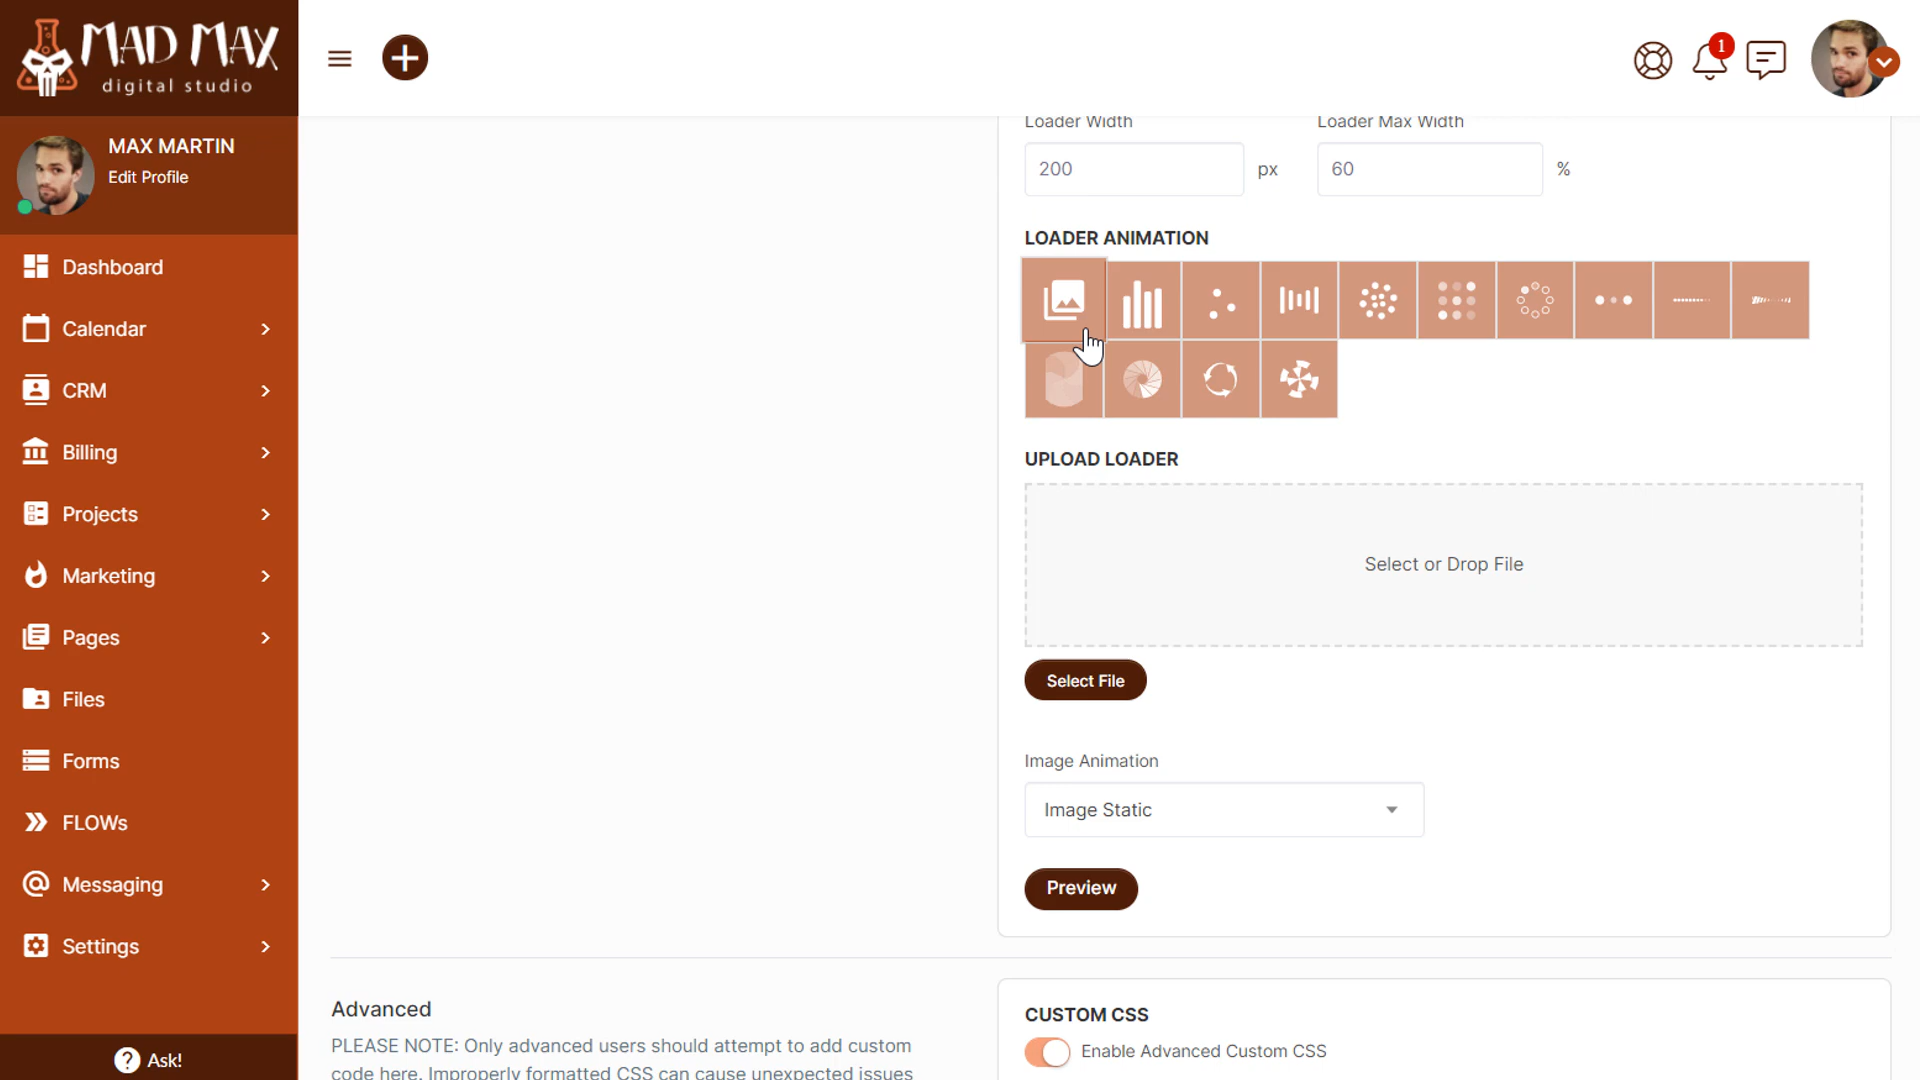 MAD MAX
digital studio
1
MAX MARTIN
Edit Profile
Dashboard
Calendar
CRM
Billing
Projects
Marketing
Pages
Files
Forms
FLOWs
Messaging
Settings
? Ask!
Loader Width
Loader Max Width
200 px
60 %
LOADER ANIMATION
UPLOAD LOADER
Select or Drop File
Select File
Image Animation
Image Static
Preview
Advanced
PLEASE NOTE: Only advanced users should attempt to add custom
code here. Improperly formatted CSS can cause unexpected issues
CUSTOM CSS
Enable Advanced Custom CSS